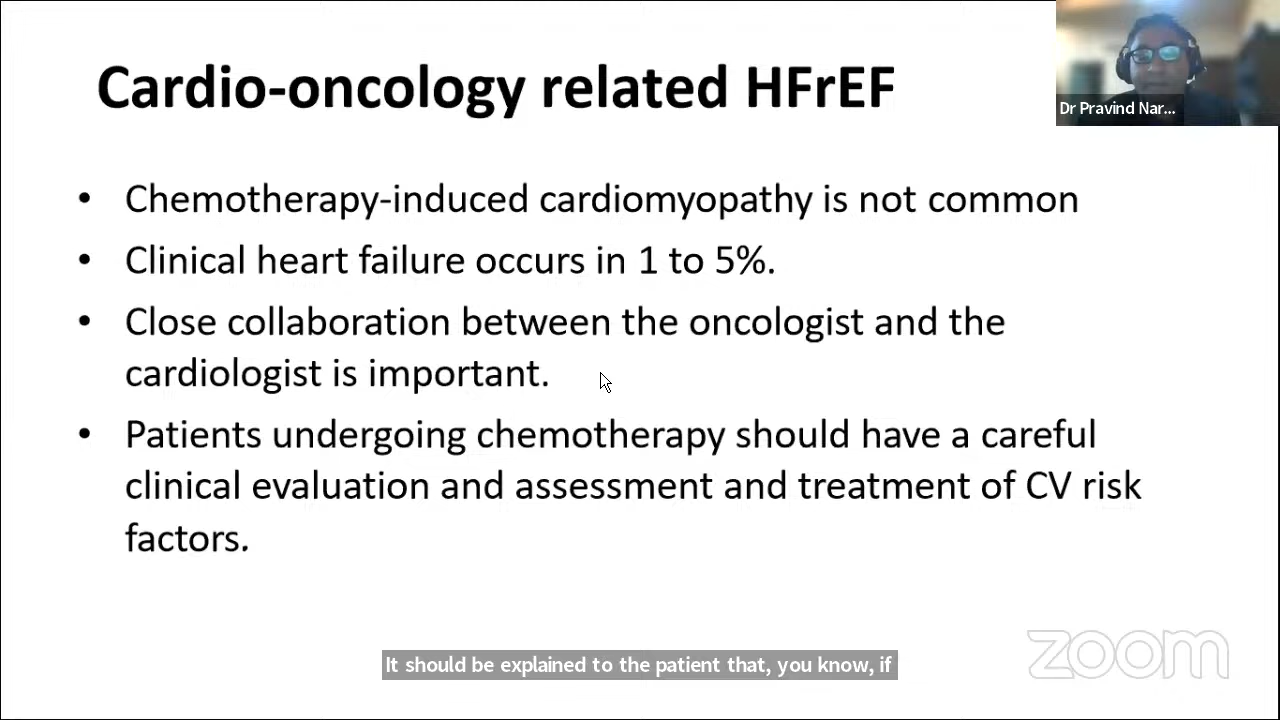 Cardio-oncology related HFrEF
Dr Pravind Nar...
• Chemotherapy-induced cardiomyopathy is not common
• Clinical heart failure occurs in 1 to 5%.
• Close collaboration between the oncologist and the
cardiologist is important.
• Patients undergoing chemotherapy should have a careful
clinical evaluation and assessment and treatment of CV risk
factors.
It should be explained to the patient that, you know, if
zoom